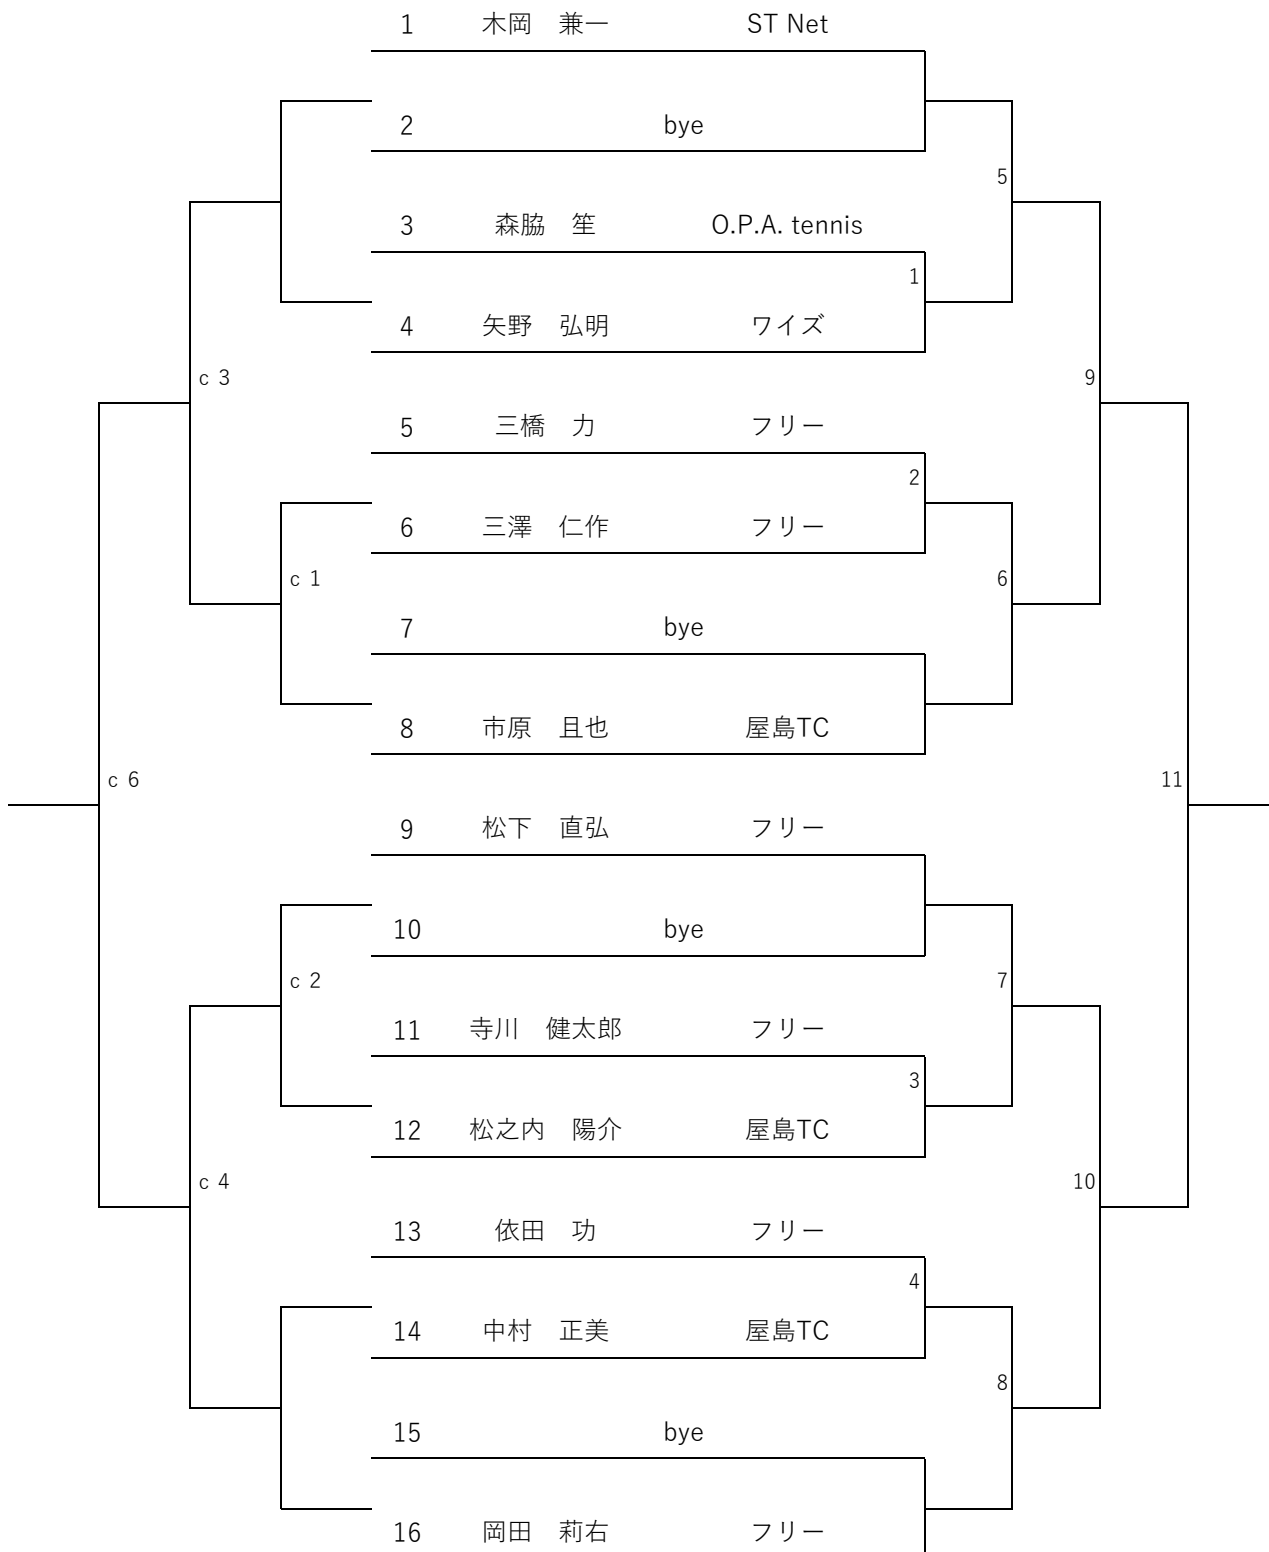 1 木岡　兼一 ST Net
2 bye
5
3 森脇　笙 O.P.A. tennis
1
4 矢野　弘明 ワイズ
c 3 9
5 三橋　力 フリー
2
6 三澤　仁作 フリー
c 1 6
7 bye
8 市原　且也 屋島TC
c 6 11
9 松下　直弘 フリー
10 bye
c 2 7
11 寺川　健太郎 フリー
3
12 松之内　陽介 屋島TC
c 4 10
13 依田　功 フリー
4
14 中村　正美 屋島TC
8
15 bye
16 岡田　莉右 フリー